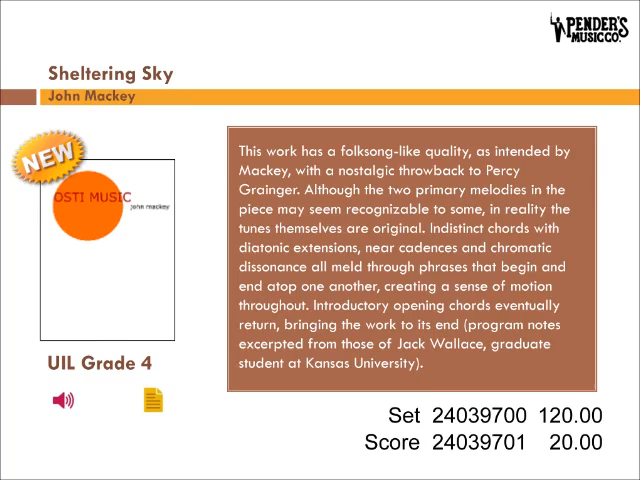 PENDER'S
MUSIC CO.
Sheltering Sky
John Mackey
NEW
OSTI MUSIC
john mackey
This work has a folksong-like quality, as intended by
Mackey, with a nostalgic throwback to Percy
Grainger. Although the two primary melodies in the
piece may seem recognizable to some, in reality the
tunes themselves are original. Indistinct chords with
diatonic extensions, near cadences and chromatic
dissonance all meld through phrases that begin and
end atop one another, creating a sense of motion
throughout. Introductory opening chords eventually
return, bringing the work to its end (program notes
excerpted from those of Jack Wallace, graduate
student at Kansas University).
UIL Grade 4
Set 24039700 120.00
Score 24039701 20.00